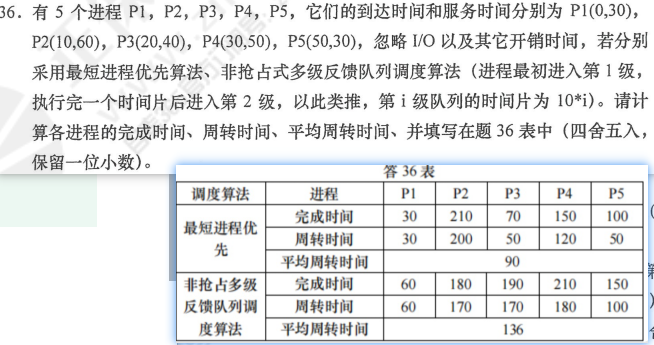 36．有 5 个进程 P1，P2，P3，P4，P5，它们的到达时间和服务时间分别为 P1(0,30)，
P2(10,60)，P3(20,40)，P4(30,50)，P5(50,30)，忽略 I/O 以及其它开销时间，若分别
采用最短进程优先算法、非抢占式多级反馈队列调度算法（进程最初进入第 1 级，
执行完一个时间片后进入第 2 级，以此类推，第 i 级队列的时间片为 10*i）。请计
算各进程的完成时间、周转时间、平均周转时间、并填写在题 36 表中（四舍五入，
保留一位小数）。
答 36 表
调度算法 进程 P1 P2 P3 P4 P5
最短进程优先 完成时间 30 210 70 150 100
周转时间 30 200 50 120 50
平均周转时间 90
非抢占多级反馈队列调度算法 完成时间 60 180 190 210 150
周转时间 60 170 170 180 100
平均周转时间 136